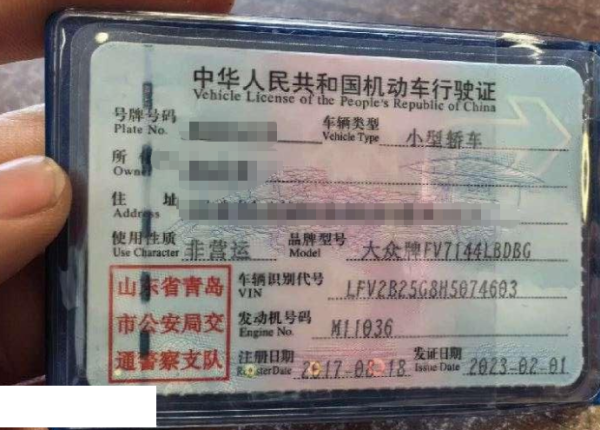 中华人民共和国机动车行驶证
Vehicle License of the People's Republic of China
号牌号码 车辆类型 小型轿车
Plate No. Vehicle Type
所
Owner
住 址
Address
使用性质 非营运 品牌型号 大众牌FV7144LBDBG
Use Character Model
山东省青岛
市公安局交
通警察支队
车辆识别代号 LFV2B25G8H5074603
VIN
发动机号码 M11036
Engine No.
注册日期 2017-08-18 发证日期 2023-02-01
Register Date Issue Date